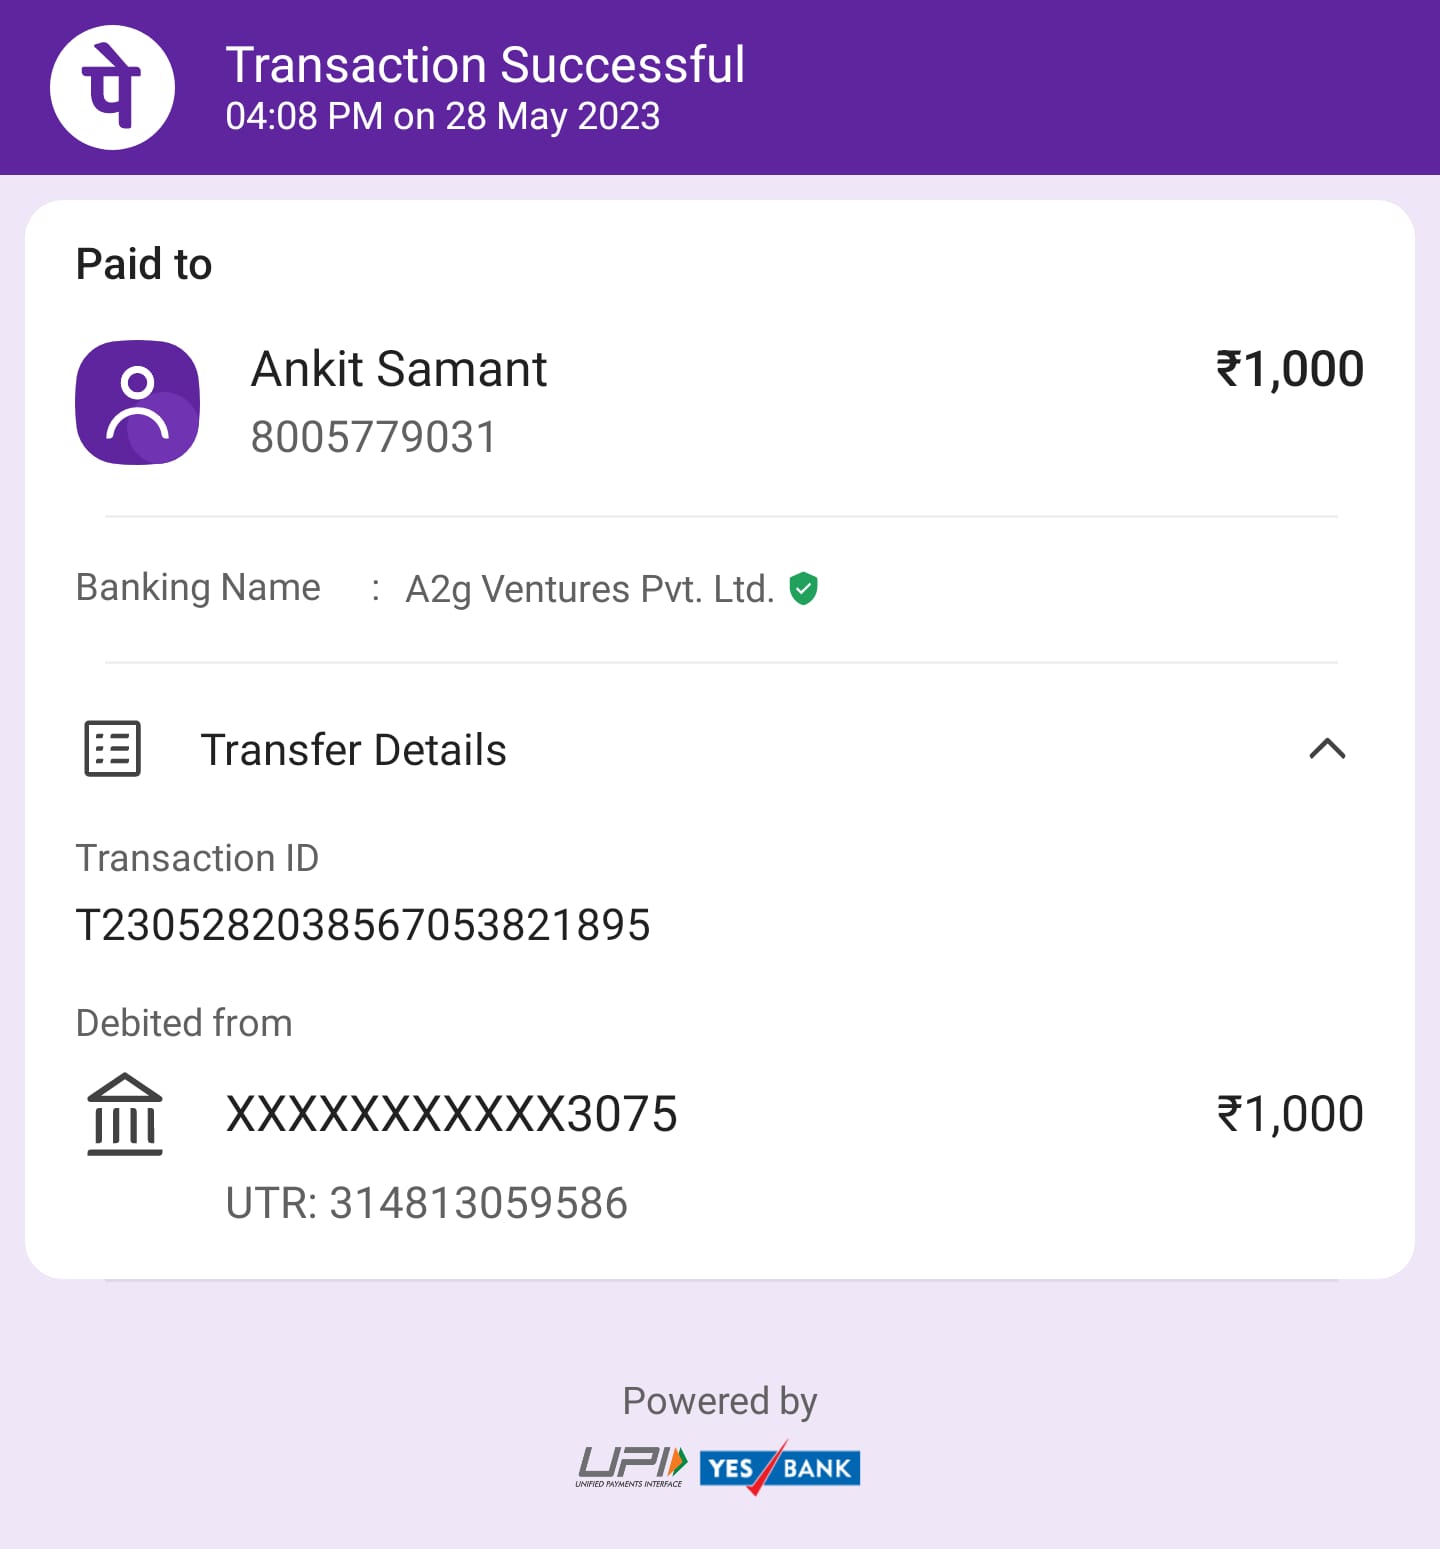 पे
Transaction Successful
04:08 PM on 28 May 2023
Paid to
Ankit Samant
₹1,000
8005779031
Banking Name : A2g Ventures Pvt. Ltd.
Transfer Details
Transaction ID
T2305282038567053821895
Debited from
XXXXXXXXXXX3075
₹1,000
UTR: 314813059586
Powered by
UPI
UNIFIED PAYMENTS INTERFACE
YES BANK